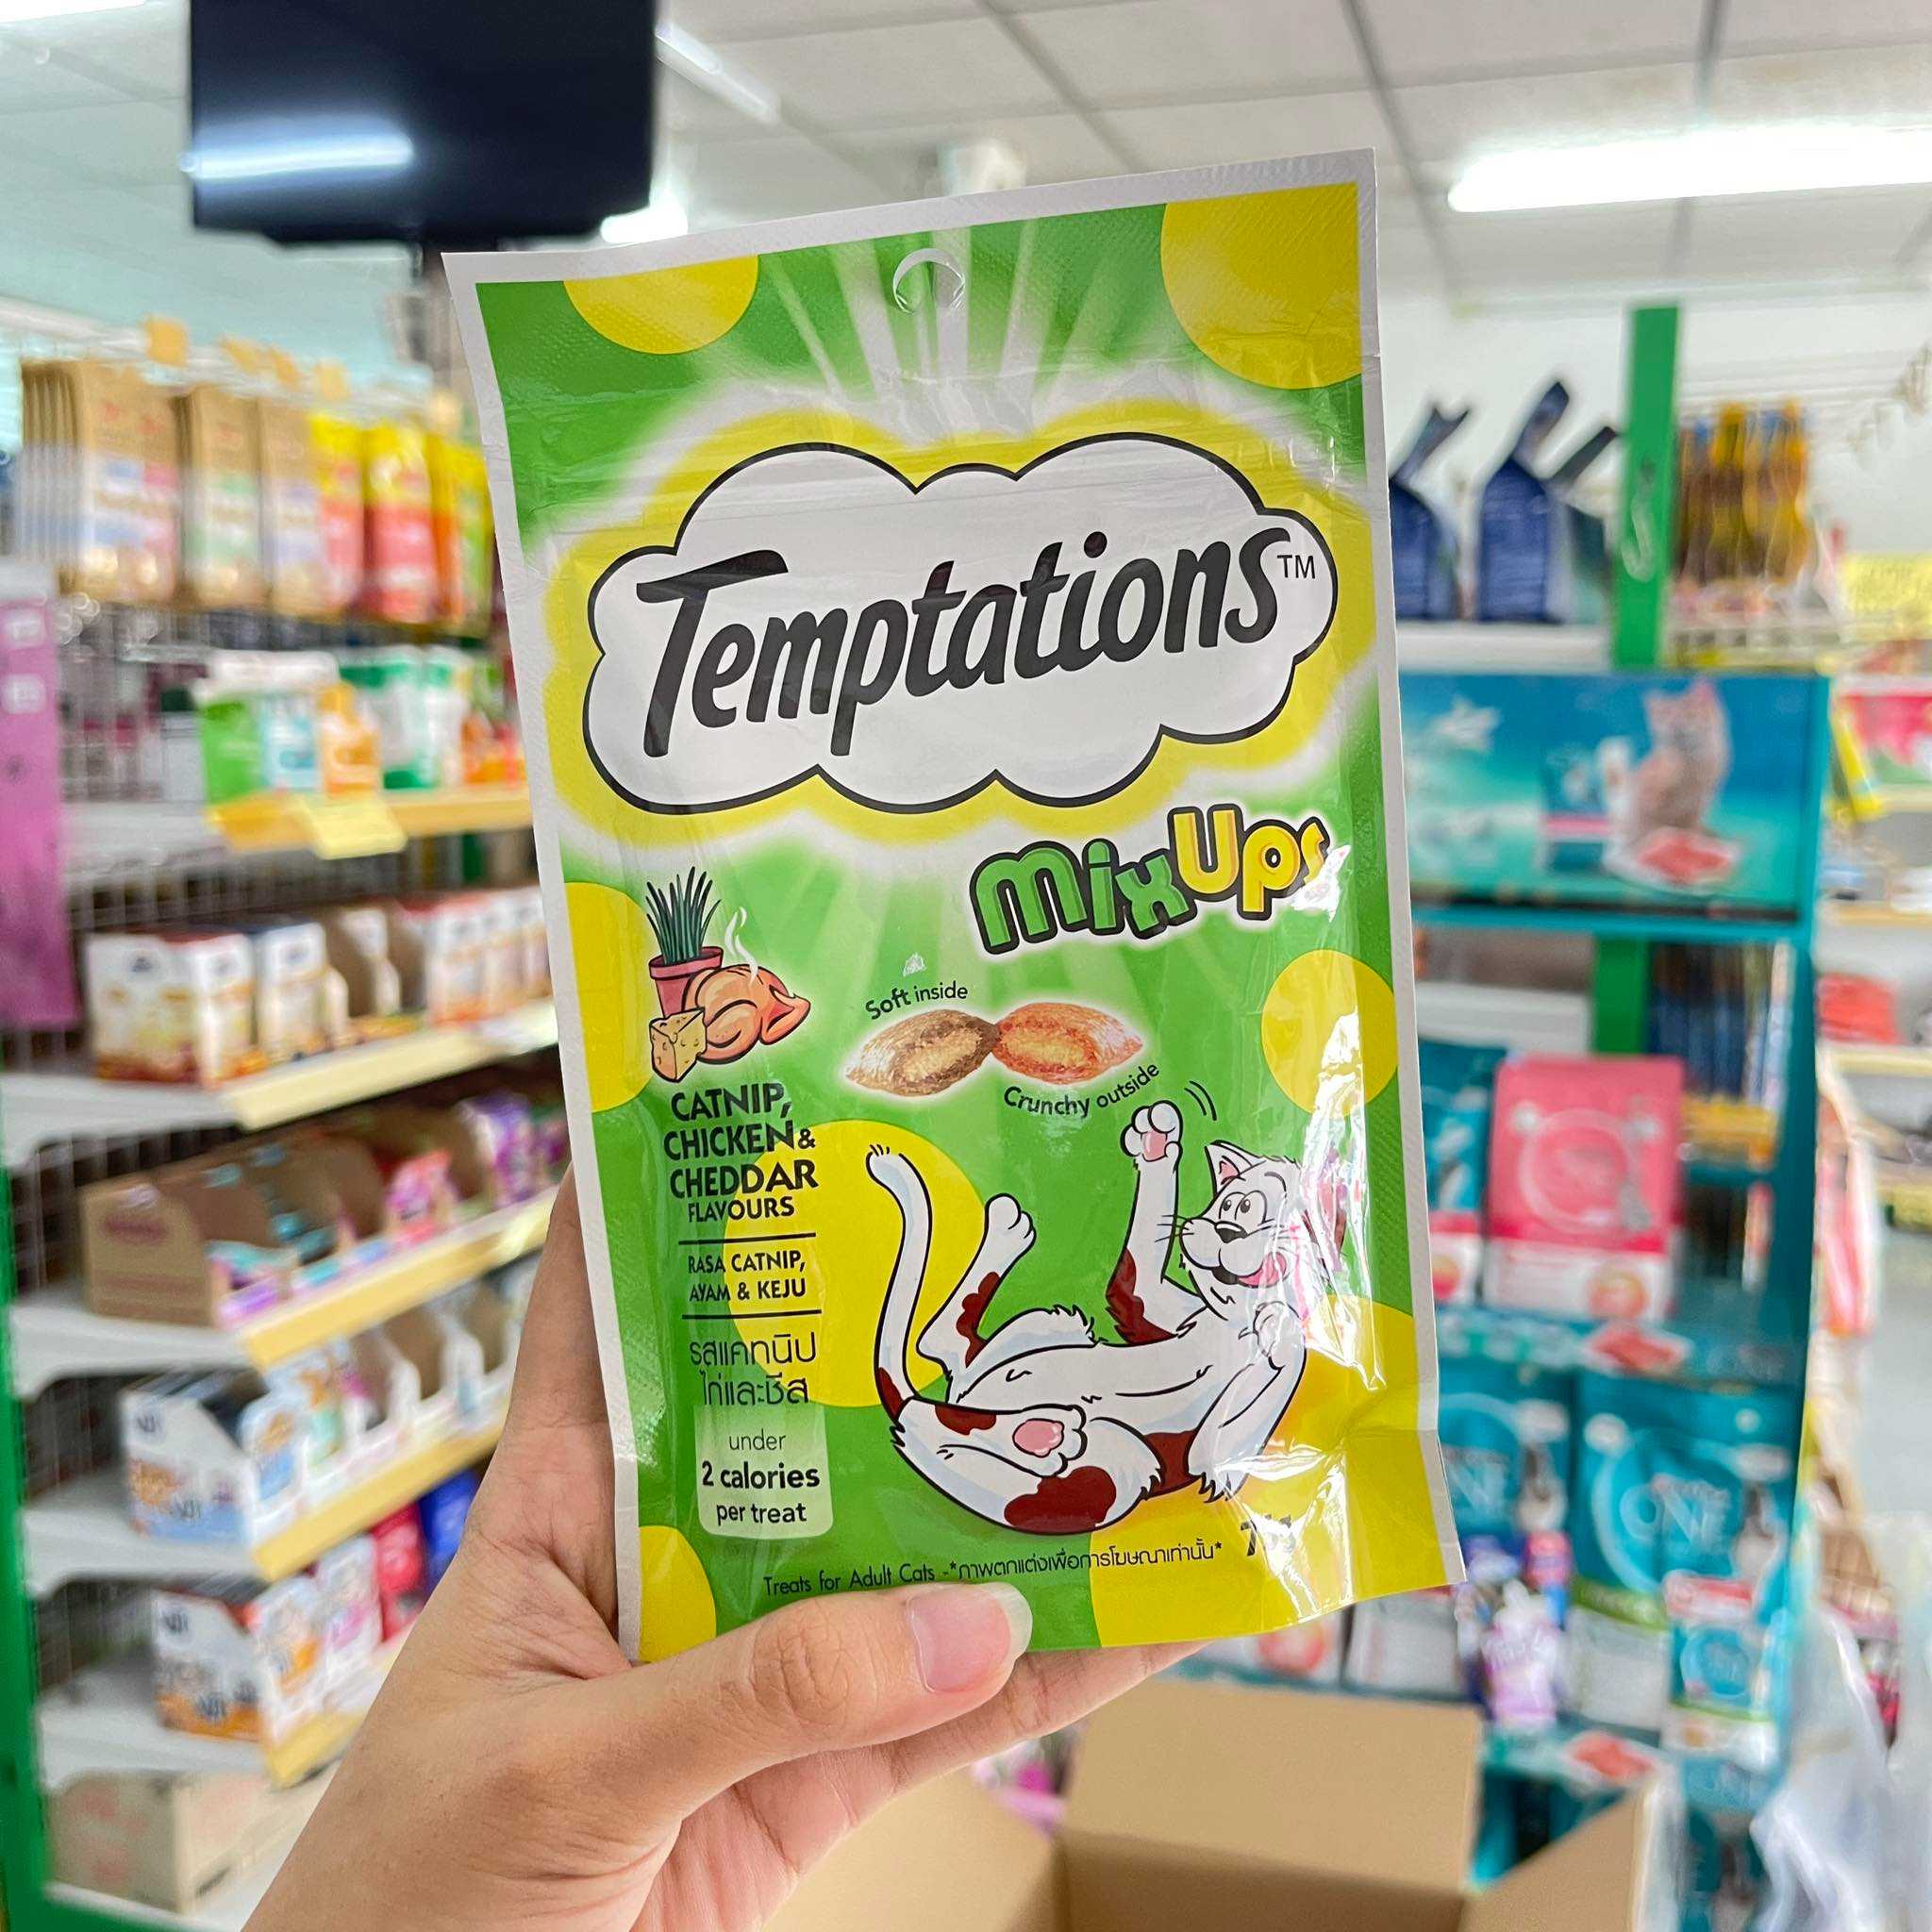 Temptations™
MixUps
Soft inside
Crunchy outside
CATNIP,
CHICKEN &
CHEDDAR
FLAVOURS
RASA CATNIP,
AYAM & KEJU
รสแคทนิป
ไก่และชีส
under
2 calories
per treat
Treats for Adult Cats -*ภาพตกแต่งเพื่อการโฆษณาเท่านั้น*
ONE